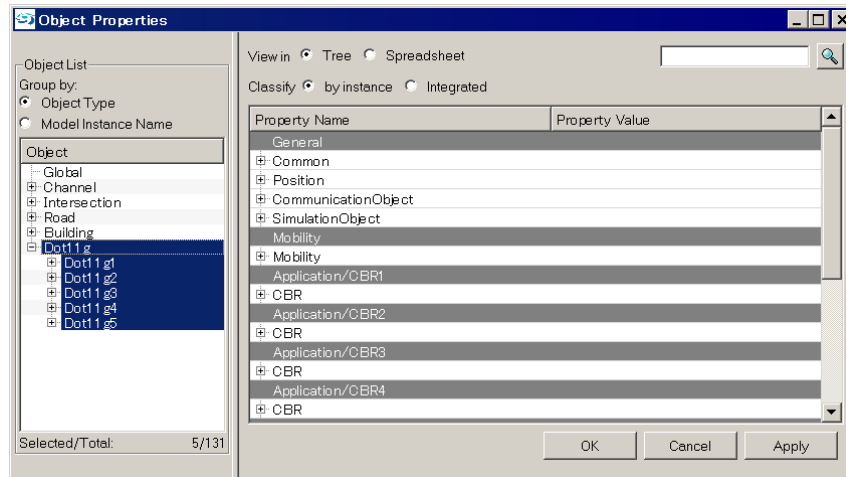 Object Properties
Object List
Group by:
Object Type
Model Instance Name
Object
Global
Channel
Intersection
Road
Building
Dot11g
Dot11g1
Dot11g2
Dot11g3
Dot11g4
Dot11g5
Selected/Total: 5/131
View in Tree Spreadsheet
Classify by instance Integrated
Property Name Property Value
General
Common
Position
CommunicationObject
SimulationObject
Mobility
Mobility
Application/CBR1
CBR
Application/CBR2
CBR
Application/CBR3
CBR
Application/CBR4
CBR
OK Cancel Apply